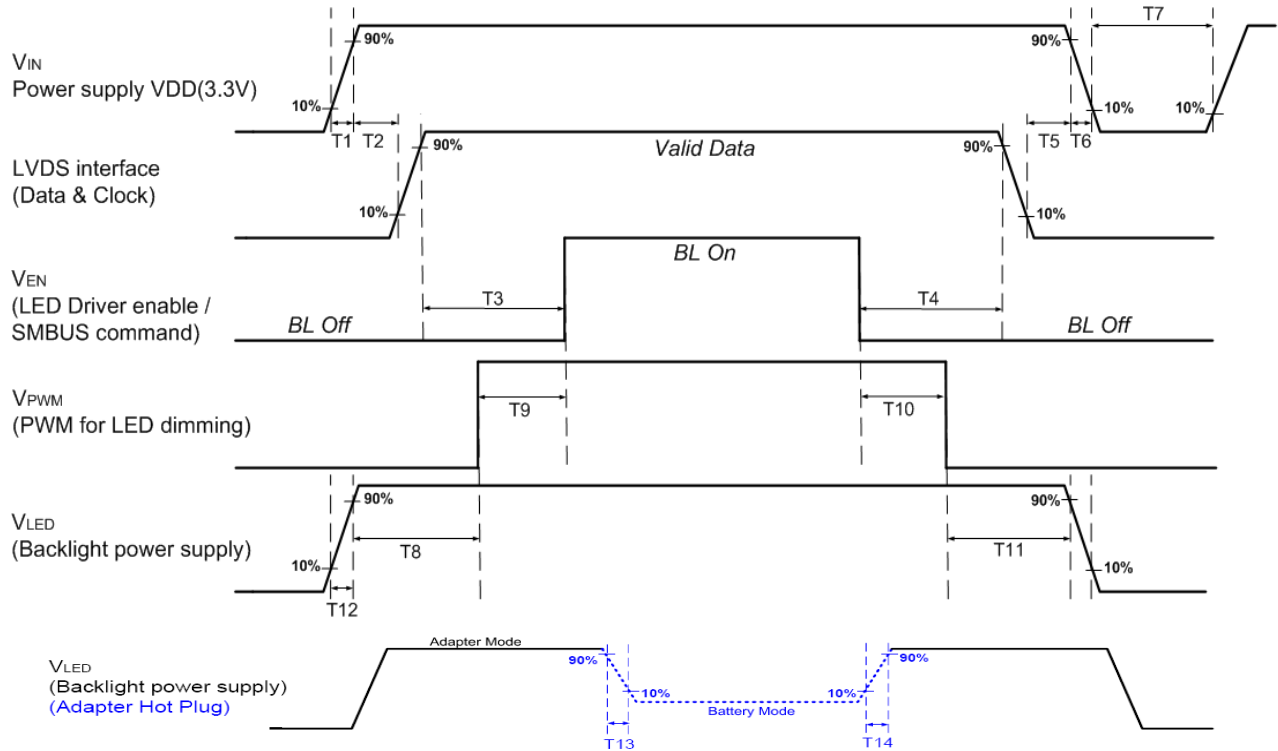 T7
90%
90%
VIN
Power supply VDD(3.3V)
10%
10%
10%
T1
T2
T5
T6
90%
Valid Data
90%
LVDS interface
(Data & Clock)
10%
10%
BL On
VEN
(LED Driver enable /
SMBUS command)
T3
T4
BL Off
BL Off
VPWM
(PWM for LED dimming)
T9
T10
90%
90%
VLED
(Backlight power supply)
T8
T11
10%
10%
T12
Adapter Mode
90%
90%
VLED
(Backlight power supply)
(Adapter Hot Plug)
10%
10%
Battery Mode
T13
T14